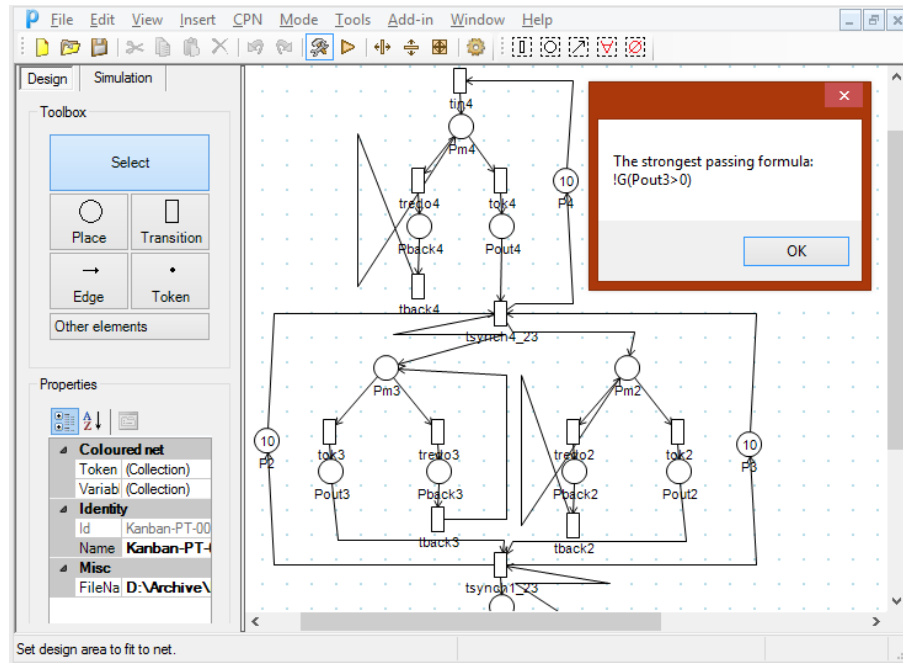 File Edit View Insert CPN Mode Tools Add-in Window Help
Design Simulation
Toolbox
Select
Place Transition
Edge Token
Other elements
Properties
Coloured net
Token (Collection)
Variabl (Collection)
Identity
Id Kanban-PT-00
Name Kanban-PT-
Misc
FileNa D:\Archive\
tin4
Pm4
10
tredo4 tok4 P4
Pback4 Pout4
tback4
tsynch4_23
Pm3 Pm2
10 10
P2 tok3 tredo3 tredo2 tok2 P3
Pout3 Pback3 Pback2 Pout2
tback3 tback2
tsynch1_23
The strongest passing formula:
!G(Pout3>0)
OK
Set design area to fit to net.